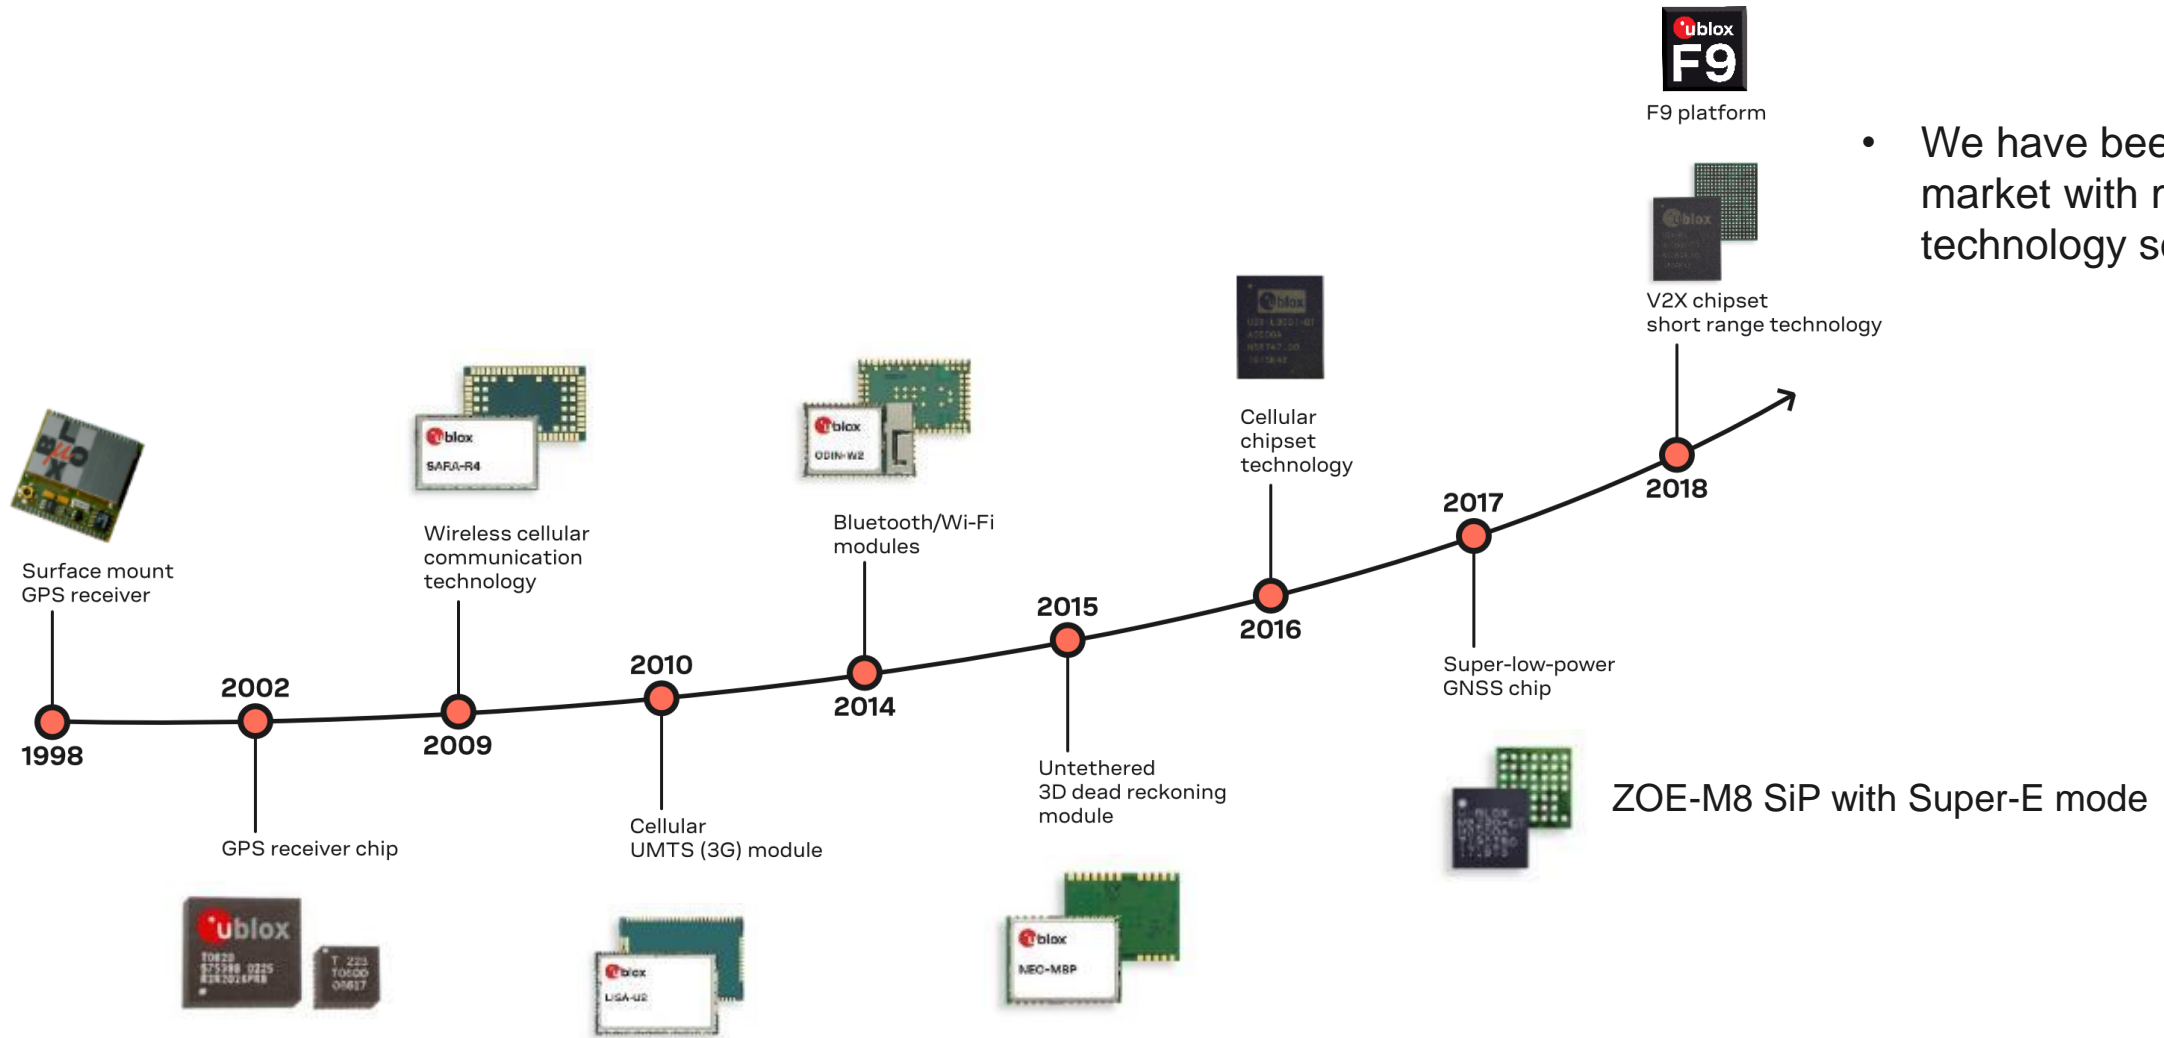 ublox
F9
F9 platform
• We have bee
market with
technology s
ublox
V2X chipset
short range technology
ublox
Cellular
chipset
technology
2016
2017
Super-low-power
GNSS chip
2018
ZOE-M8 SiP with Super-E mode
Surface mount
GPS receiver
1998
2002
GPS receiver chip
ublox
T 223
ublox
SARA-R4
Wireless cellular
communication
technology
2009
2010
Cellular
UMTS (3G) module
ublox
LISA-U2
ublox
ODIN-W2
Bluetooth/Wi-Fi
modules
2014
2015
Untethered
3D dead reckoning
module
ublox
NEO-M8P